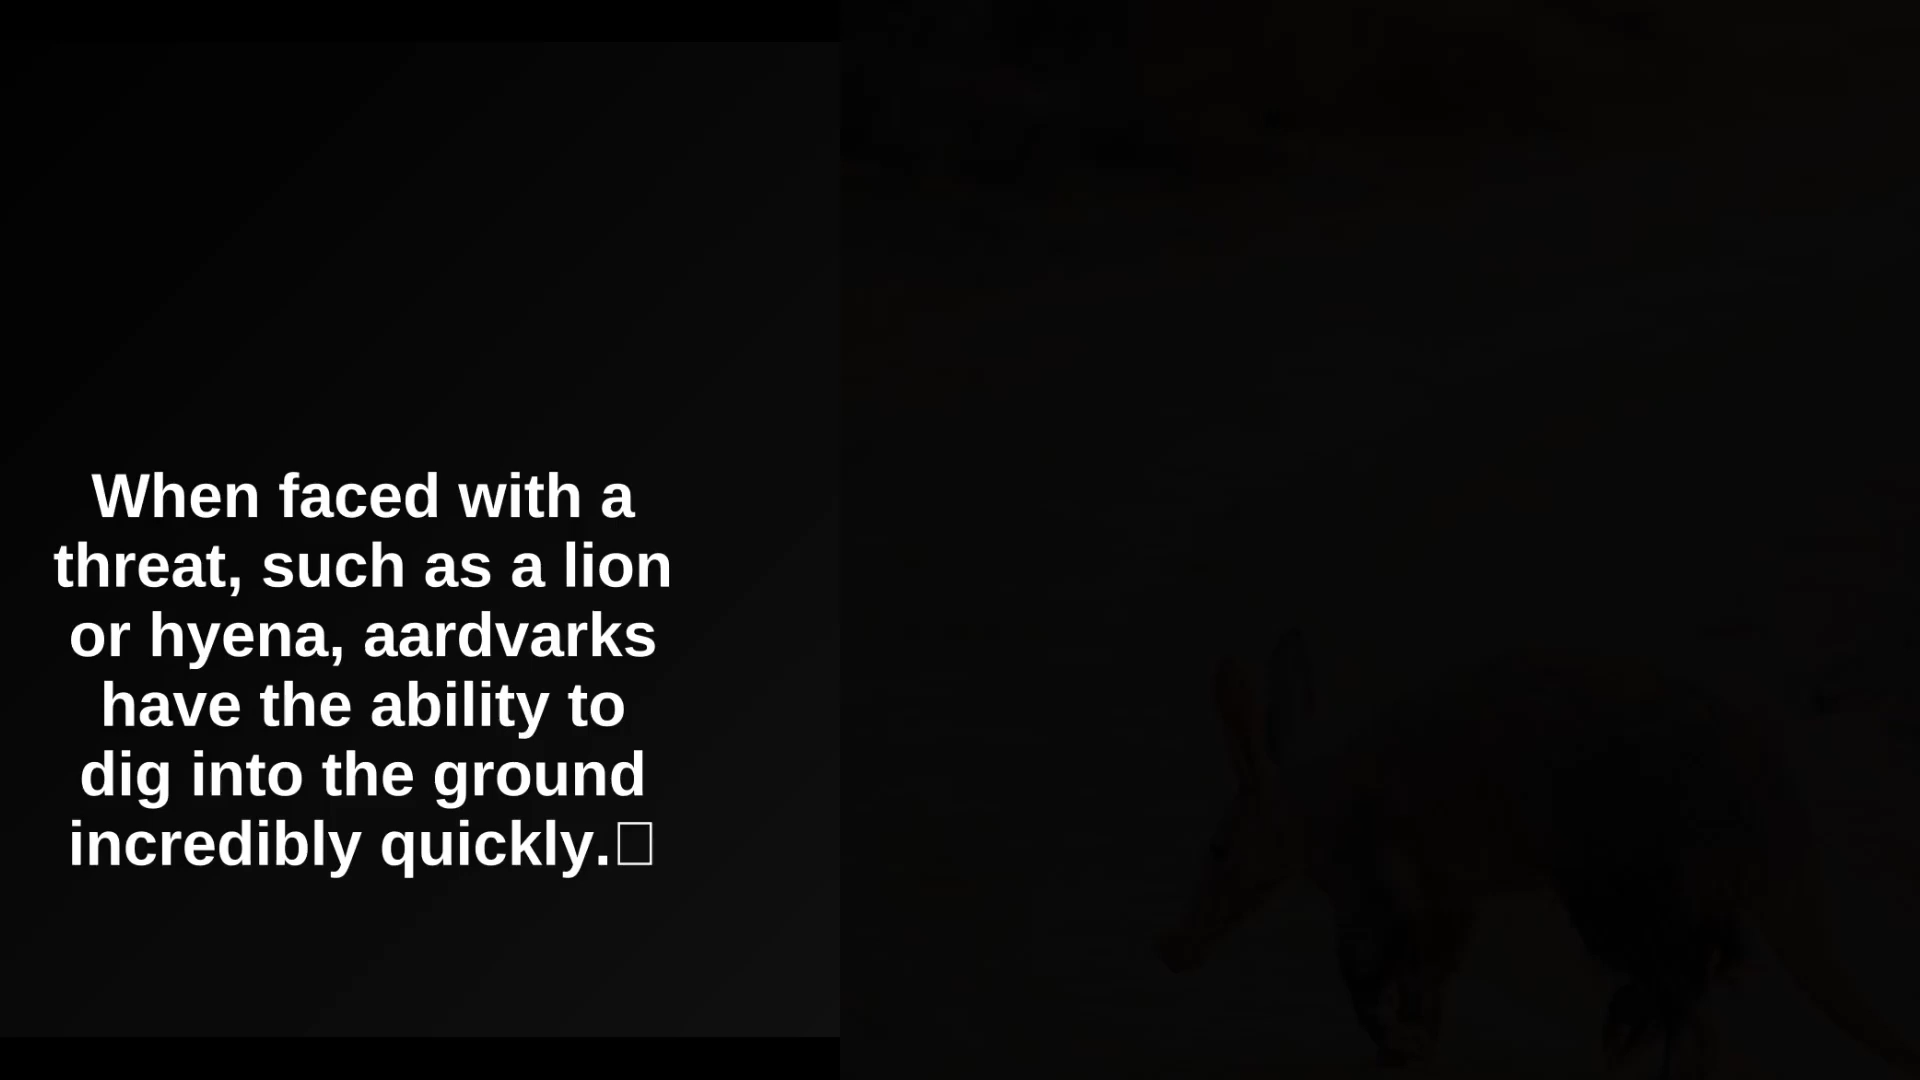 When faced with a
threat, such as a lion
or hyena, aardvarks
have the ability to
dig into the ground
incredibly quickly.